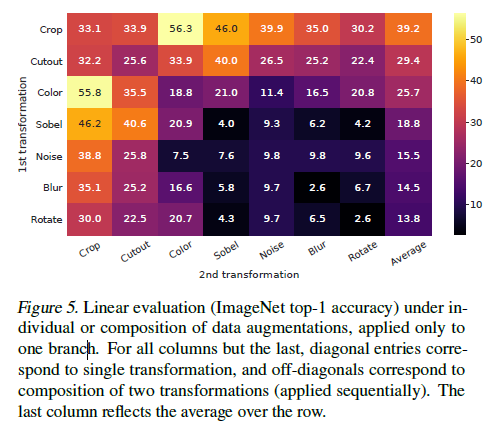 Crop 33.1 33.9 56.3 46.0 39.9 35.0 30.2 39.2
Cutout 32.2 25.6 33.9 40.0 26.5 25.2 22.4 29.4
Color 55.8 35.5 18.8 21.0 11.4 16.5 20.8 25.7
Sobel 46.2 40.6 20.9 4.0 9.3 6.2 4.2 18.8
Noise 38.8 25.8 7.5 7.6 9.8 9.8 9.6 15.5
Blur 35.1 25.2 16.6 5.8 9.7 2.6 6.7 14.5
Rotate 30.0 22.5 20.7 4.3 9.7 6.5 2.6 13.8
1st transformation
Crop Cutout Color Sobel Noise Blur Rotate Average
2nd transformation
50
40
30
20
10
Figure 5. Linear evaluation (ImageNet top-1 accuracy) under in-
dividual or composition of data augmentations, applied only to
one branch. For all columns but the last, diagonal entries corre-
spond to single transformation, and off-diagonals correspond to
composition of two transformations (applied sequentially). The
last column reflects the average over the row.